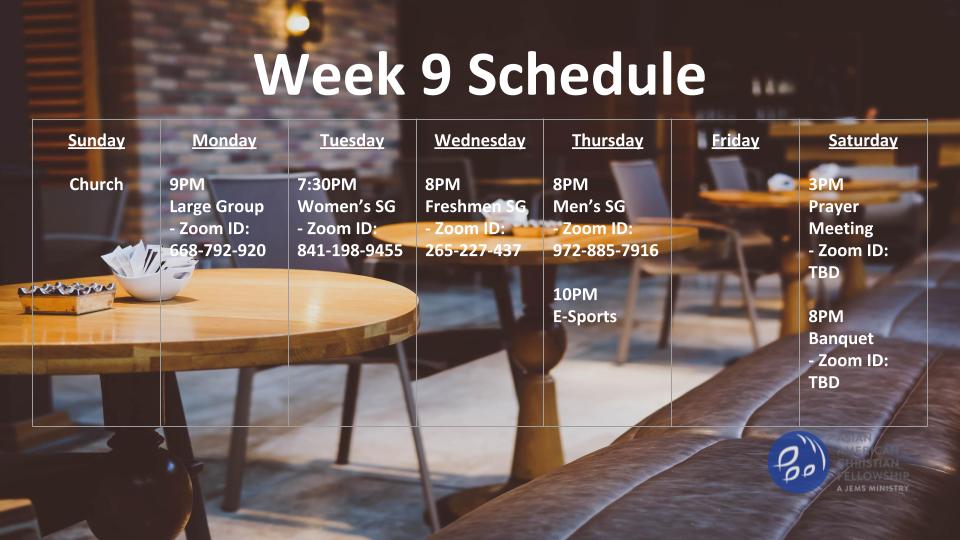 Week 9 Schedule
Sunday
Church
Monday
9PM
Large Group
- Zoom ID:
668-792-920
Tuesday
7:30PM
Women’s SG
- Zoom ID:
841-198-9455
Wednesday
8PM
Freshmen SG
- Zoom ID:
265-227-437
Thursday
8PM
Men’s SG
- Zoom ID:
972-885-7916
10PM
E-Sports
Friday
Saturday
3PM
Prayer
Meeting
- Zoom ID:
TBD
8PM
Banquet
- Zoom ID:
TBD
ASIAN
AMERICAN
CHRISTIAN
FELLOWSHIP
A JEMS MINISTRY